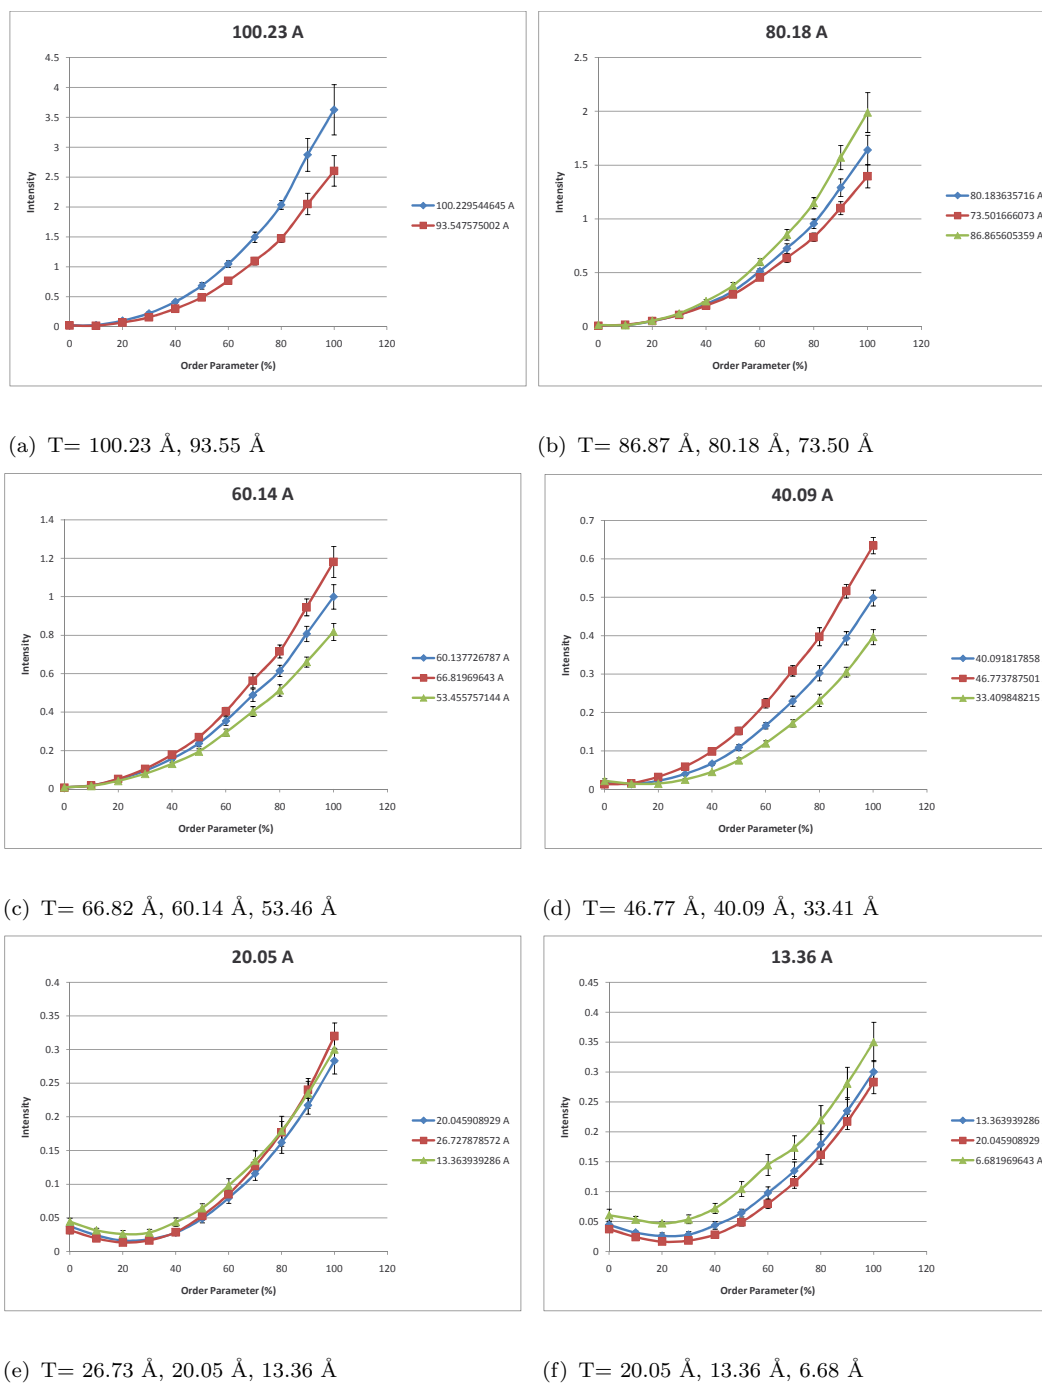 100.23 A
4.5
4
3.5
3
2.5
2
1.5
1
0.5
0
Intensity
0 20 40 60 80 100 120
Order Parameter (%)
100.229544645 A
93.547575002 A
80.18 A
2.5
2
1.5
1
0.5
0
Intensity
0 20 40 60 80 100 120
Order Parameter (%)
80.183635716 A
73.501666073 A
86.865605359 A
(a) T= 100.23 Å, 93.55 Å
(b) T= 86.87 Å, 80.18 Å, 73.50 Å
60.14 A
1.4
1.2
1
0.8
0.6
0.4
0.2
0
Intensity
0 20 40 60 80 100 120
Order Parameter (%)
60.137726787 A
66.81969643 A
53.455757144 A
40.09 A
0.7
0.6
0.5
0.4
0.3
0.2
0.1
0
Intensity
0 20 40 60 80 100 120
Order Parameter (%)
40.091817858
46.773787501
33.409848215
(c) T= 66.82 Å, 60.14 Å, 53.46 Å
(d) T= 46.77 Å, 40.09 Å, 33.41 Å
20.05 A
0.4
0.35
0.3
0.25
0.2
0.15
0.1
0.05
0
Intensity
0 20 40 60 80 100 120
Order Parameter (%)
20.045908929 A
26.727878572 A
13.363939286 A
13.36 A
0.45
0.4
0.35
0.3
0.25
0.2
0.15
0.1
0.05
0
Intensity
0 20 40 60 80 100 120
Order Parameter (%)
13.363939286
20.045908929
6.681969643 A
(e) T= 26.73 Å, 20.05 Å, 13.36 Å
(f) T= 20.05 Å, 13.36 Å, 6.68 Å